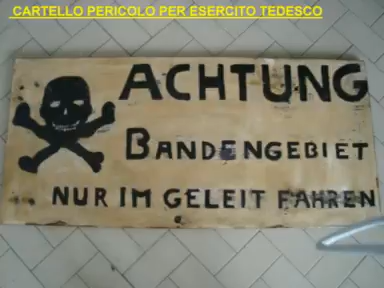 CARTELLO PERICOLO PER ESERCITO TEDESCO
ACHTUNG
BANDENGEBIET
NUR IM GELEIT FAHREN